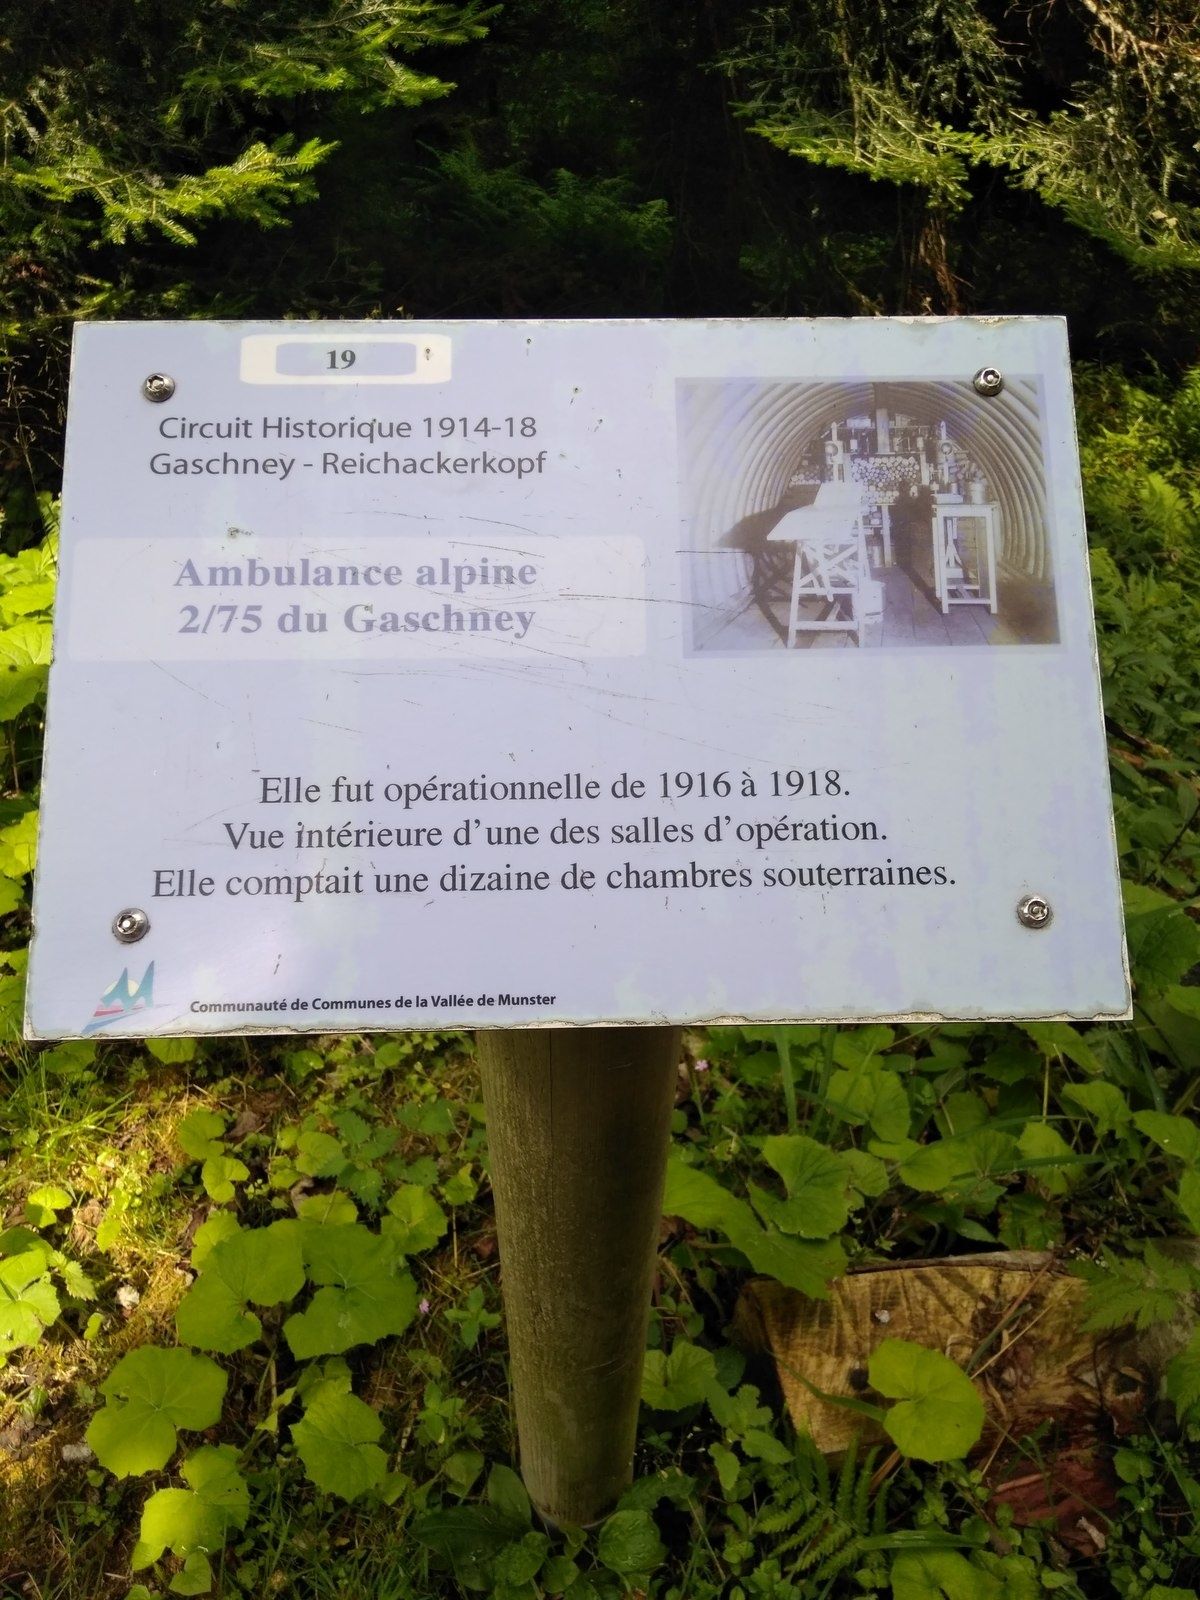 19
Circuit Historique 1914-18
Gaschney - Reichackerkopf
Ambulance alpine
2/75 du Gaschney
Elle fut opérationnelle de 1916 à 1918.
Vue intérieure d'une des salles d'opération.
Elle comptait une dizaine de chambres souterraines.
Communauté de Communes de la Vallée de Munster